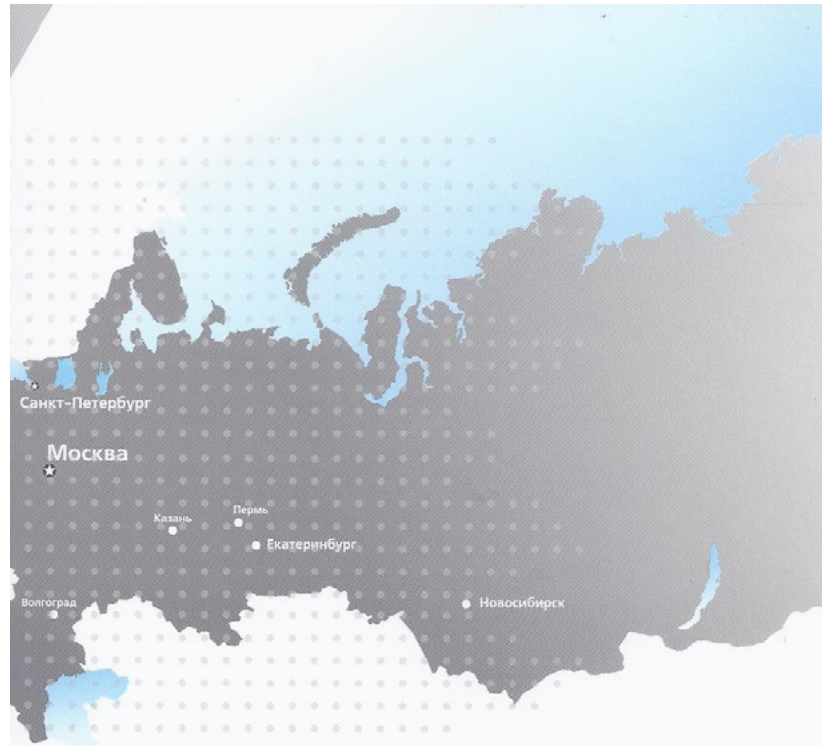 Санкт-Петербург
Москва
Пермь
Казань
Екатеринбург
Новосибирск
Волгоград